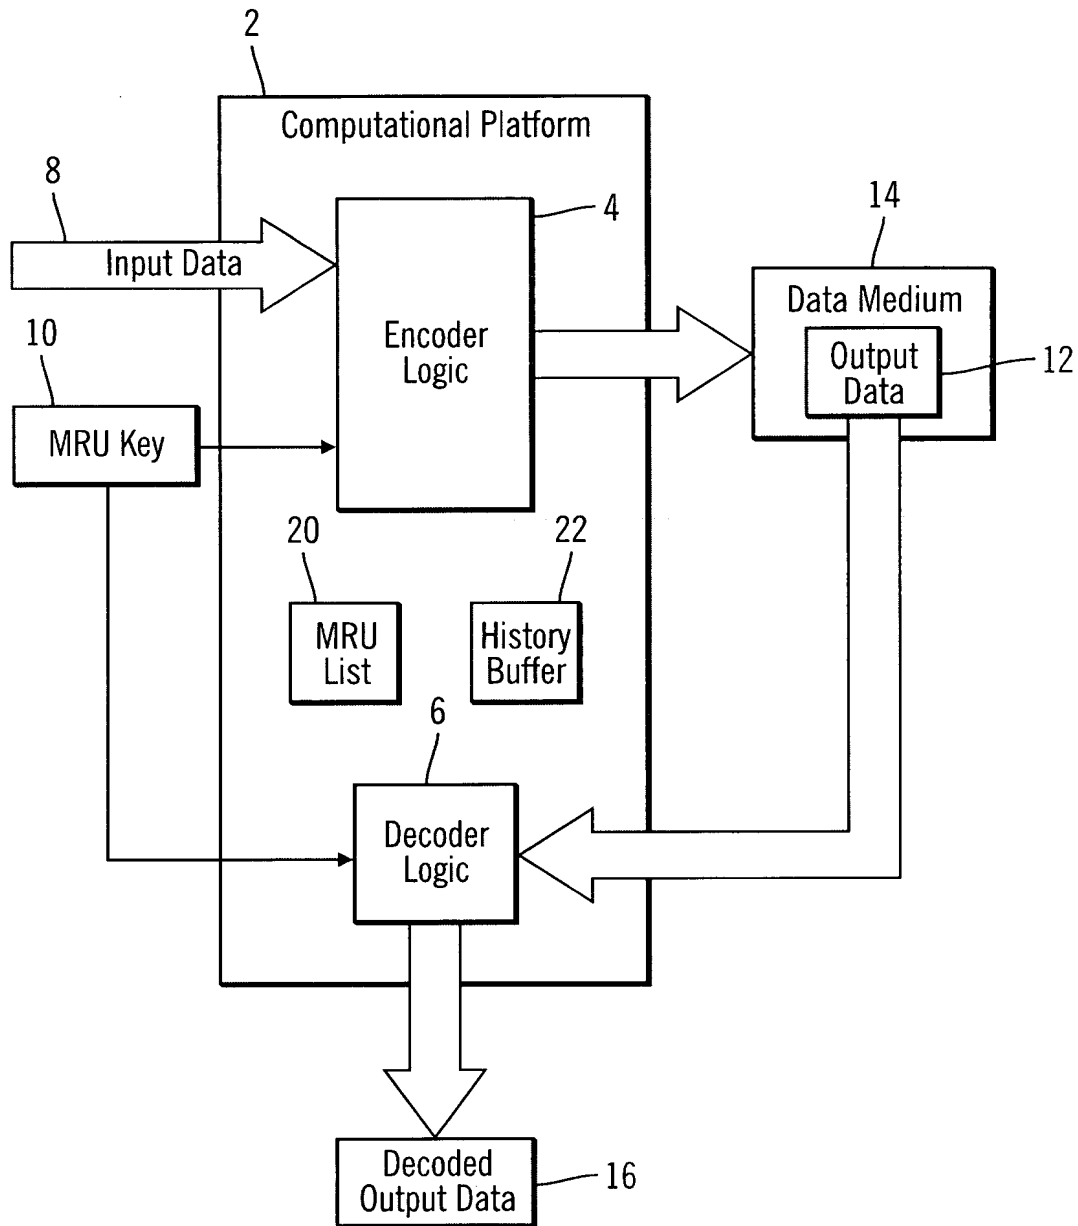 2
Computational Platform
8
4
14
Input Data
Data Medium
10
Encoder
Logic
Output
Data
12
MRU Key
20
22
MRU
List
History
Buffer
6
Decoder
Logic
Decoded
Output Data
16